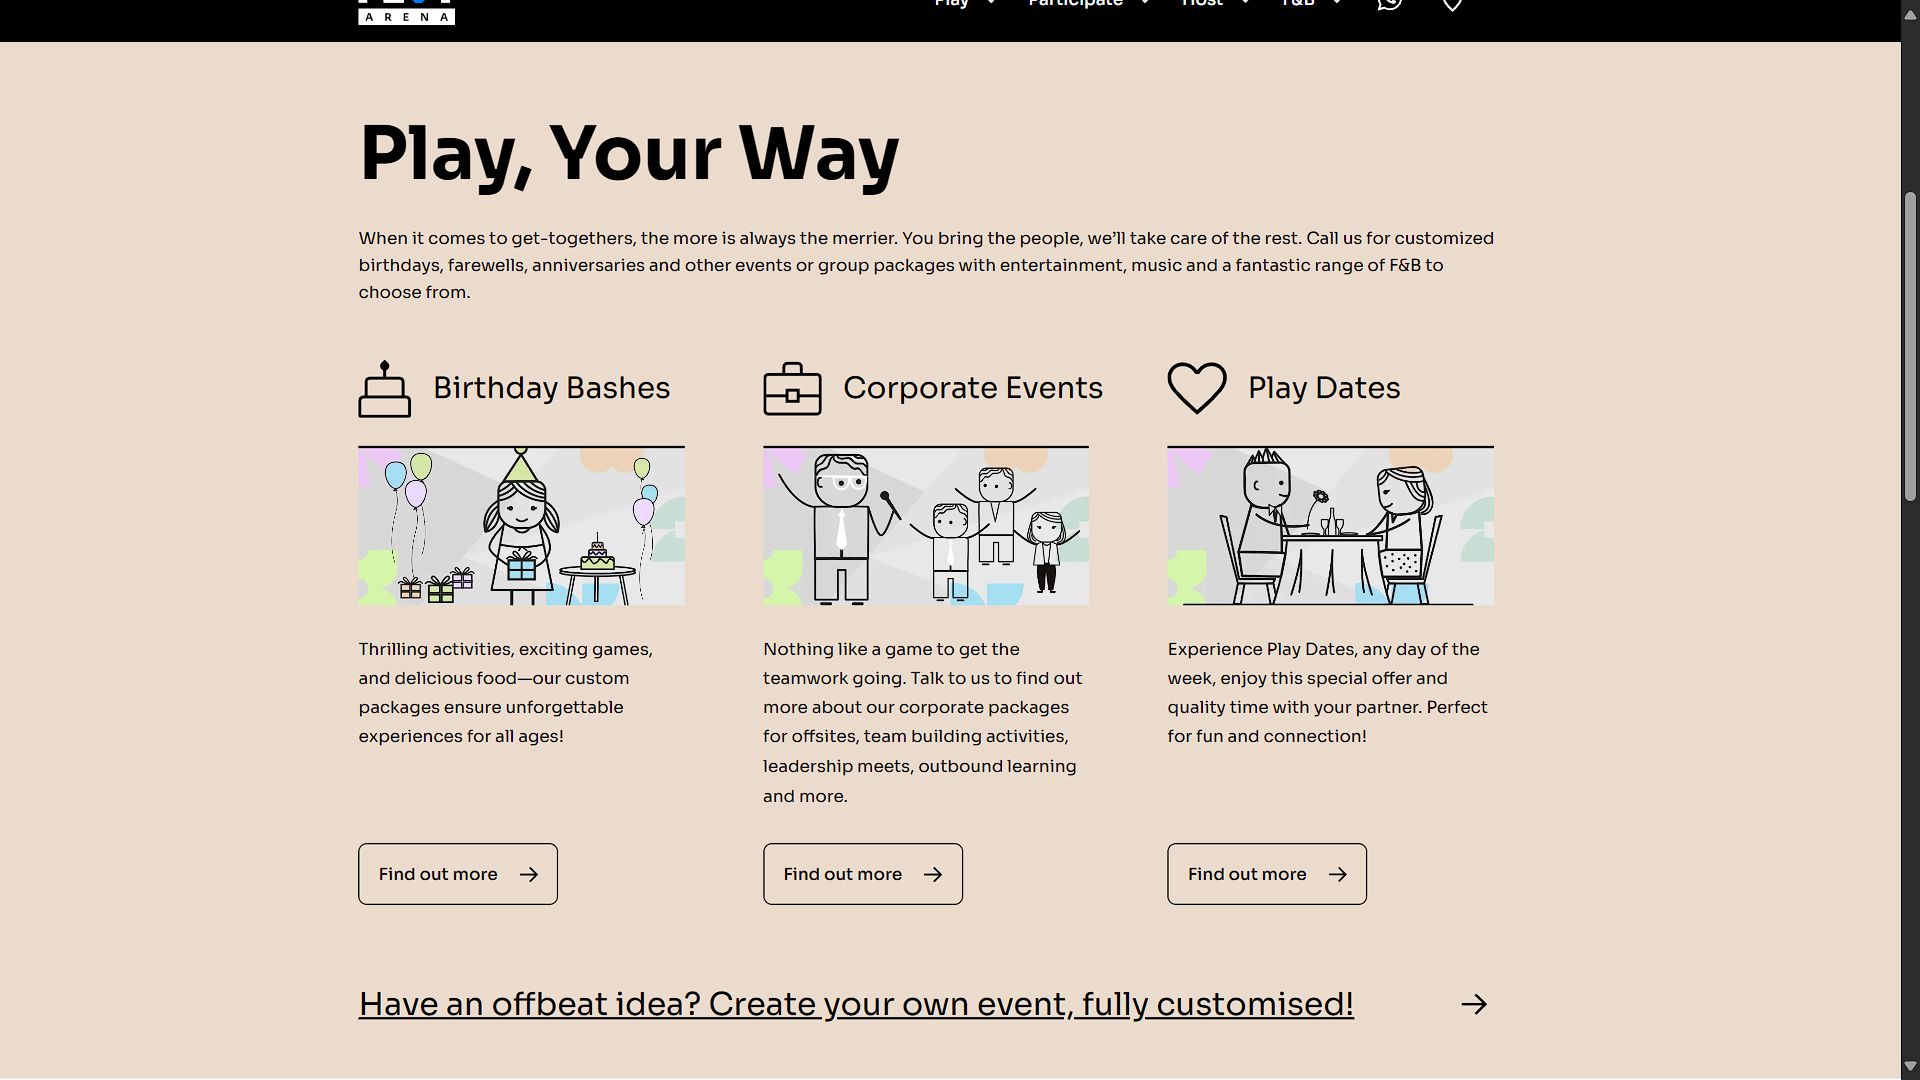 ARENA
Play Participate Host F&B
Play, Your Way
When it comes to get-togethers, the more is always the merrier. You bring the people, we’ll take care of the rest. Call us for customized
birthdays, farewells, anniversaries and other events or group packages with entertainment, music and a fantastic range of F&B to
choose from.
Birthday Bashes
Thrilling activities, exciting games,
and delicious food—our custom
packages ensure unforgettable
experiences for all ages!
Find out more
Corporate Events
Nothing like a game to get the
teamwork going. Talk to us to find out
more about our corporate packages
for offsites, team building activities,
leadership meets, outbound learning
and more.
Find out more
Play Dates
Experience Play Dates, any day of the
week, enjoy this special offer and
quality time with your partner. Perfect
for fun and connection!
Find out more
Have an offbeat idea? Create your own event, fully customised!